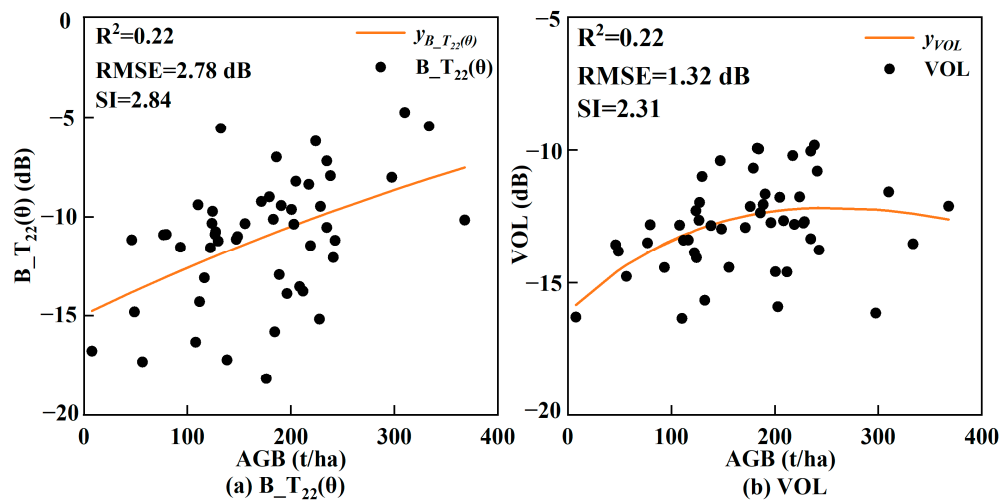 0
−5
−10
−15
−20
B_T22(θ) (dB)
R2=0.22
RMSE=2.78 dB
SI=2.84
yB_T22(θ)
B_T22(θ)
0
100
200
300
400
AGB (t/ha)
(a) B_T22(θ)
−5
−10
−15
−20
VOL (dB)
R2=0.22
RMSE=1.32 dB
SI=2.31
yVOL
VOL
0
100
200
300
400
AGB (t/ha)
(b) VOL